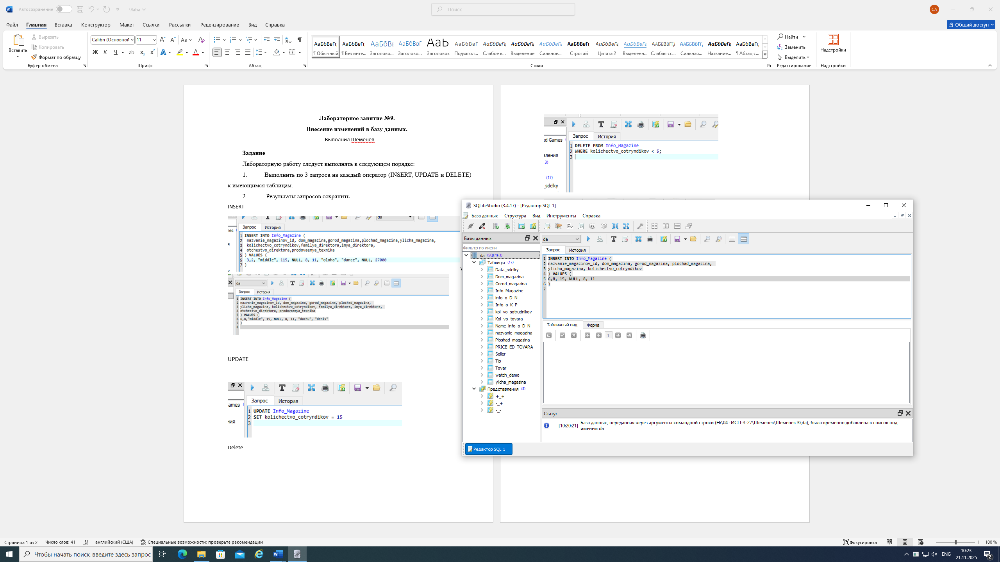 Автосохранение
9laba
Поиск
CA
Файл Главная Вставка Конструктор Макет Ссылки Рассылки Рецензирование Вид Справка
Общий доступ
Вставить
Вырезать
Копировать
Формат по образцу
Буфер обмена
Calibri (Основной 11
Шрифт
Абзац
АаБбВвГг, АаБбВвГг, АаБбВ АаБбВвГ АаЬ АаБбВвГ АаБбВвГг АаБбВвГг АаБбВвГг АаБбВвГг, АаБбВвГг АаБбВвГг АаБбВвГг АаБбВвГг, АаБбВвГг АаБбВвГг,
¶ Обычный ¶ Без инте... Заголово... Заголово... Заголовок Подзагол... Слабое в... Выделение Сильное... Строгий Цитата 2 Выделенн... Слабая сс... Сильная... Название... ¶ Абзац с...
Стили
Найти
Заменить
Выделить
Редактирование
Надстройки
Надстройки
Лабораторное занятие №9.
Внесение изменений в базу данных.
Выполнил Шеменев
Задание
Лабораторную работу следует выполнять в следующем порядке:
1. Выполнить по 3 запроса на каждый оператор (INSERT, UPDATE и DELETE)
к имеющимся таблицам.
2. Результаты запросов сохранить.
INSERT
da
Запрос История
1 INSERT INTO Info_Magazine (
2 nazvanie_magazinov_id, dom_magazina,gorod_magazina,plochad_magazina,ylicha_magazina,
3 kolichectvo_cotryndikov,familya_direktora,imya_direktora,
4 otchestvo_direktora,prodovaemya_texnika
5 ) VALUES (
6 3,2, "middle", 115, NULL, 8, 11, "oloha", "dance", NULL, 27000
7 )
da
Запрос История
1 INSERT INTO Info_Magazine (
2 nazvanie_magazinov_id, dom_magazina, gorod_magazina, plochad_magazina,
3 ylicha_magazina, kolichectvo_cotryndikov, familya_direktora, imya_direktora,
4 otchestvo_direktora, prodovaemya_texnika
5 ) VALUES (
6 6,8,"middle", 15, NULL, 8, 11, "dachu", "denis"
7 )
8
UPDATE
Games
ния
Запрос История
1 UPDATE Info_Magazine
2 SET kolichectvo_cotryndikov = 15
3
Delete
ed Games
вления
3)
(17)
_sdelky
Запрос История
1 DELETE FROM Info_Magazine
2 WHERE kolichectvo_cotryndikov < 5;
3
SQLiteStudio (3.4.17) - [Редактор SQL 1]
База данных Структура Вид Инструменты Справка
Базы данных
Фильтр по имени
da (SQLite 3)
Таблицы (17)
Data_sdelky
Dom_magazina
Gorod_magazina
Info_Magazine
info_o_D_N
Info_o_K_P
kol_vo_sotrudnikov
Kol_vo_tovara
Name_info_o_D_N
nazvanie_magazina
Ploshad_magazina
PRICE_ED_TOVARA
Seller
Tip
Tovar
watch_demo
ylicha_magazina
Представления (3)
+_+
-_+
-_-
da
Запрос История
1 INSERT INTO Info_Magazine (
2 nazvanie_magazinov_id, dom_magazina, gorod_magazina, plochad_magazina,
3 ylicha_magazina, kolichectvo_cotryndikov
4 ) VALUES (
5 6,8, 15, NULL, 8, 11
6 )
7
Табличный вид Форма
1
Статус
[10:20:21] База данных, переданная через аргументы командной строки (H:\04 -ИСП-3-27\Шеменев\Шеменев 3\da), была временно добавлена в список под
именем da
Редактор SQL 1
Страница 1 из 2 Число слов: 41 английский (США) Специальные возможности: проверьте рекомендации
Фокусировка
100 %
Чтобы начать поиск, введите здесь запрос
ENG
10:23
21.11.2025
2